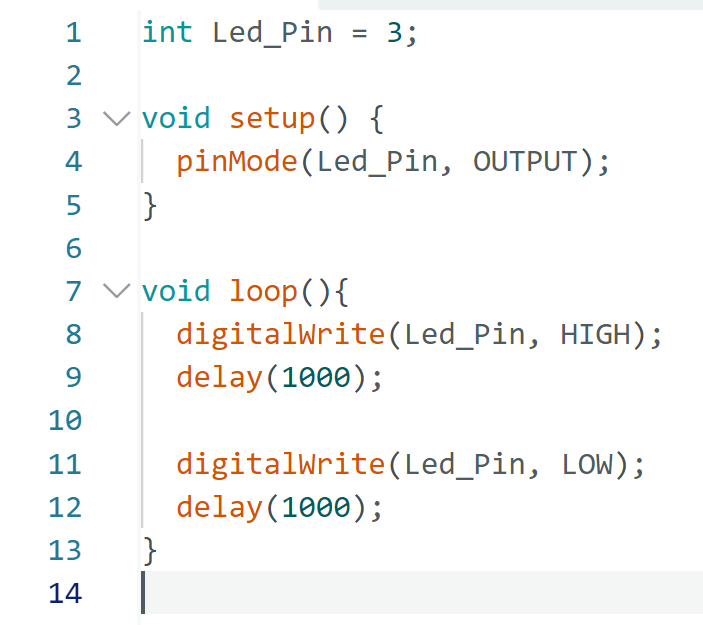 1 int Led_Pin = 3;
2
3 void setup() {
4   pinMode(Led_Pin, OUTPUT);
5 }
6
7 void loop(){
8   digitalWrite(Led_Pin, HIGH);
9   delay(1000);
10
11   digitalWrite(Led_Pin, LOW);
12   delay(1000);
13 }
14